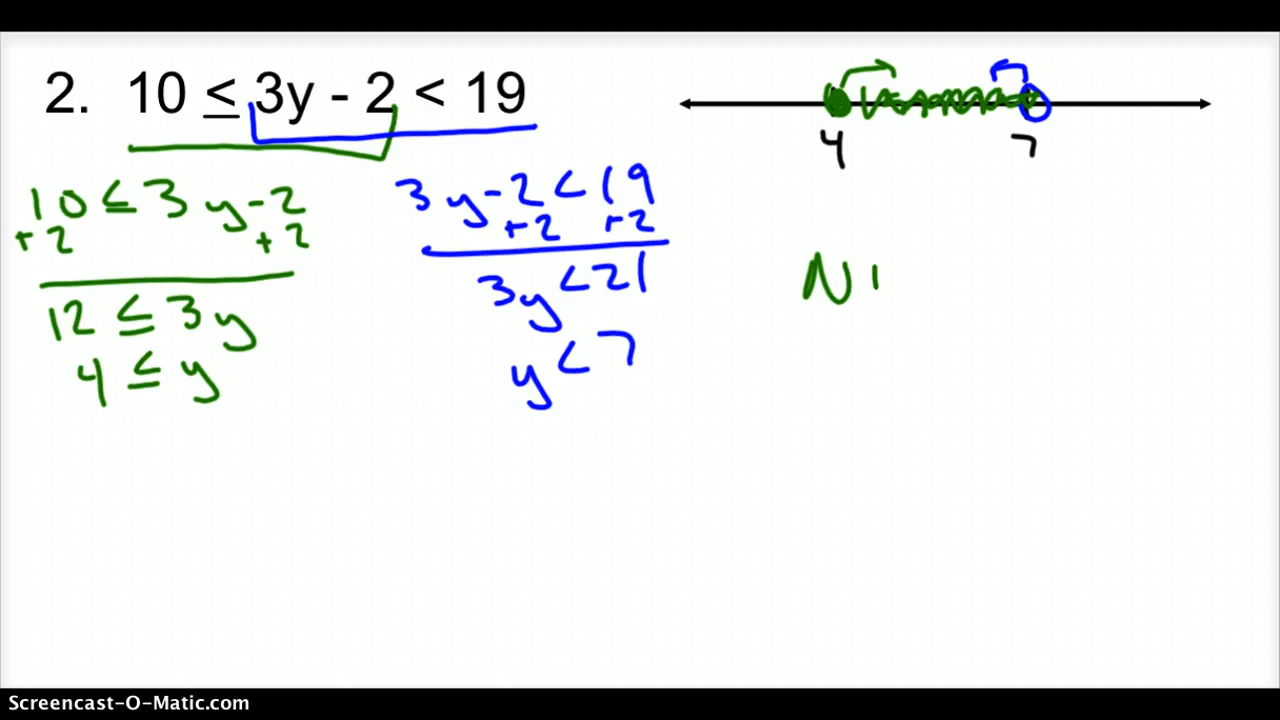 2. 10 ≤ 3y - 2 < 19
4 7
10 ≤ 3y - 2
+2 +2
12 ≤ 3y
4 ≤ y
3y - 2 < 19
+2 +2
3y < 21
y < 7
N I
Screencast-O-Matic.com